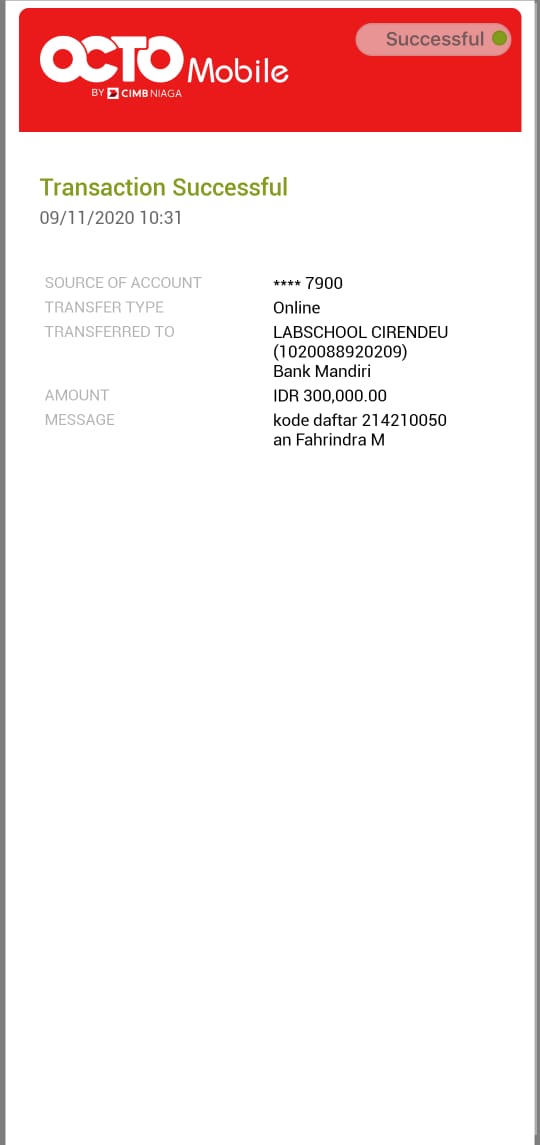 Successful
OCTO Mobile
BY CIMB NIAGA
Transaction Successful
09/11/2020 10:31
SOURCE OF ACCOUNT **** 7900
TRANSFER TYPE Online
TRANSFERRED TO LABSCHOOL CIRENDEU
(1020088920209)
Bank Mandiri
AMOUNT IDR 300,000.00
MESSAGE kode daftar 214210050
an Fahrindra M